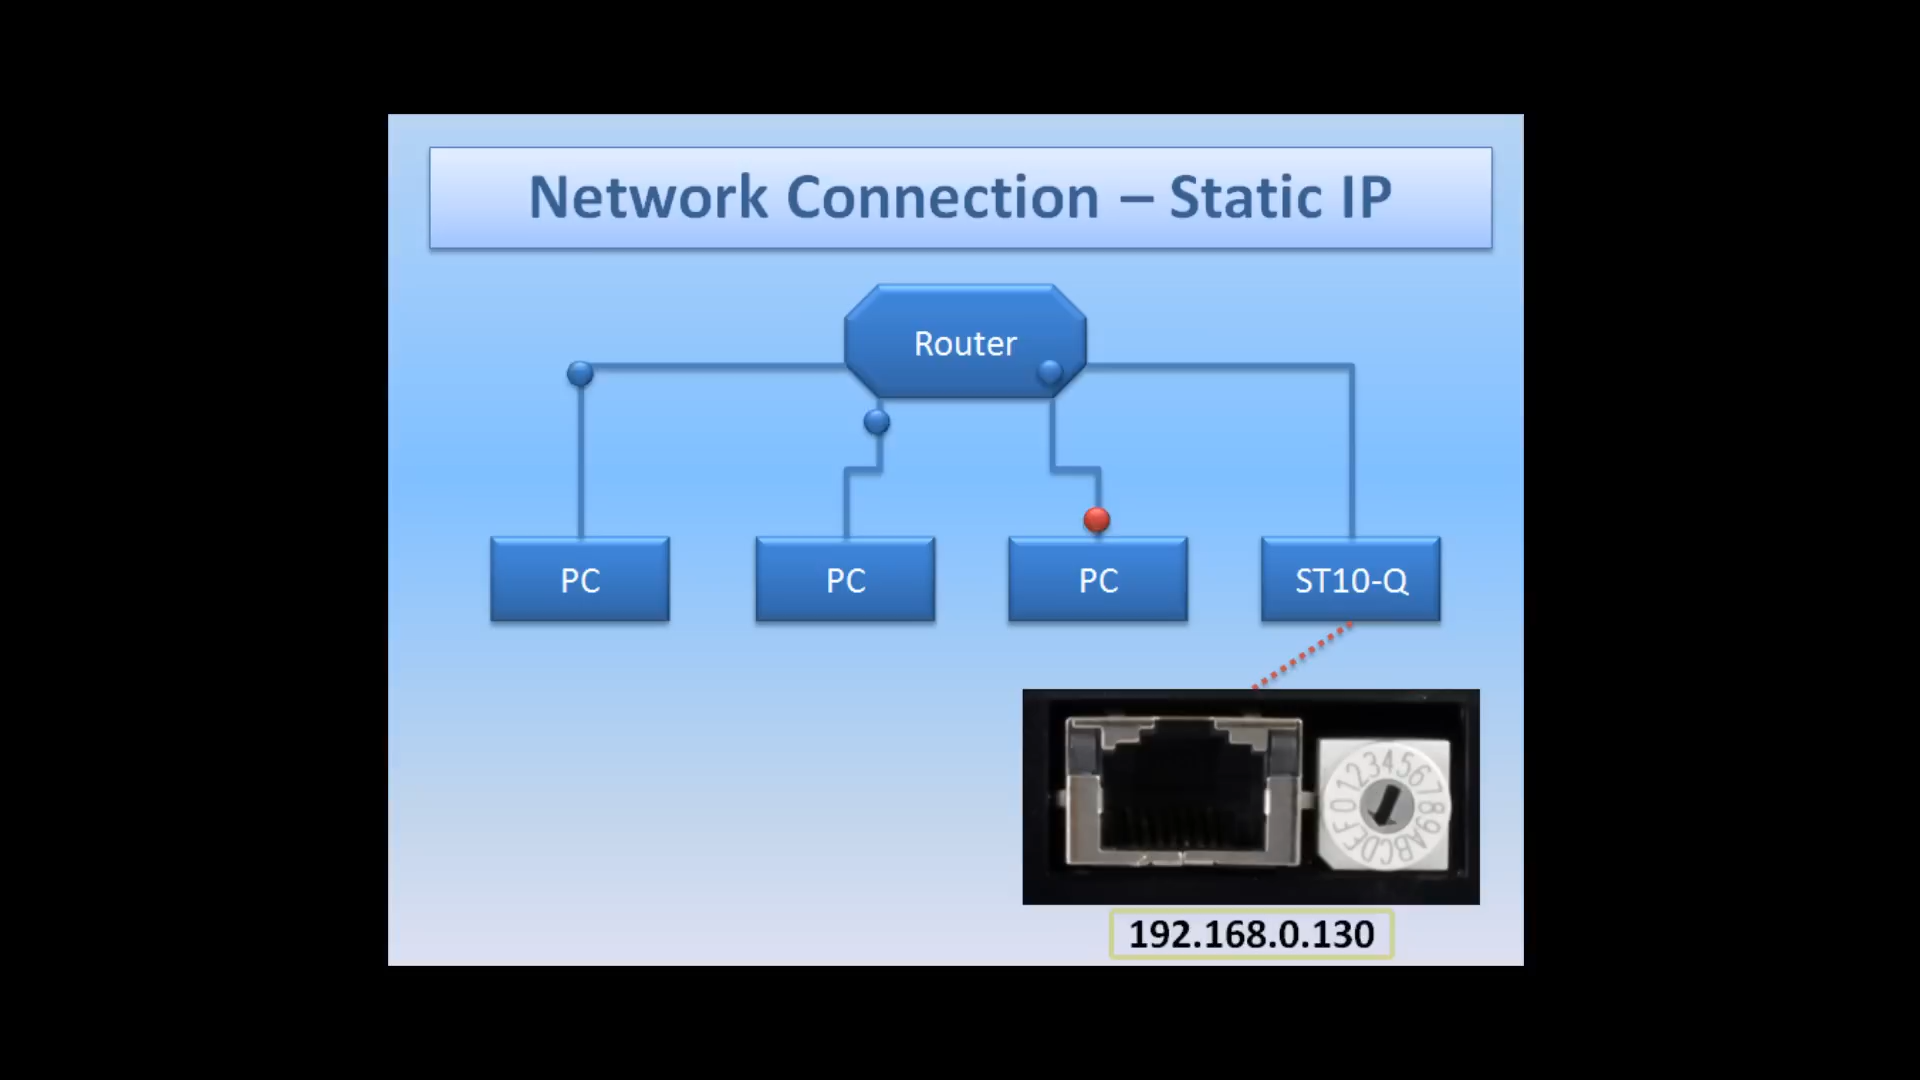 Network Connection – Static IP
Router
PC
PC
PC
ST10-Q
0123456789ABCDEF
192.168.0.130